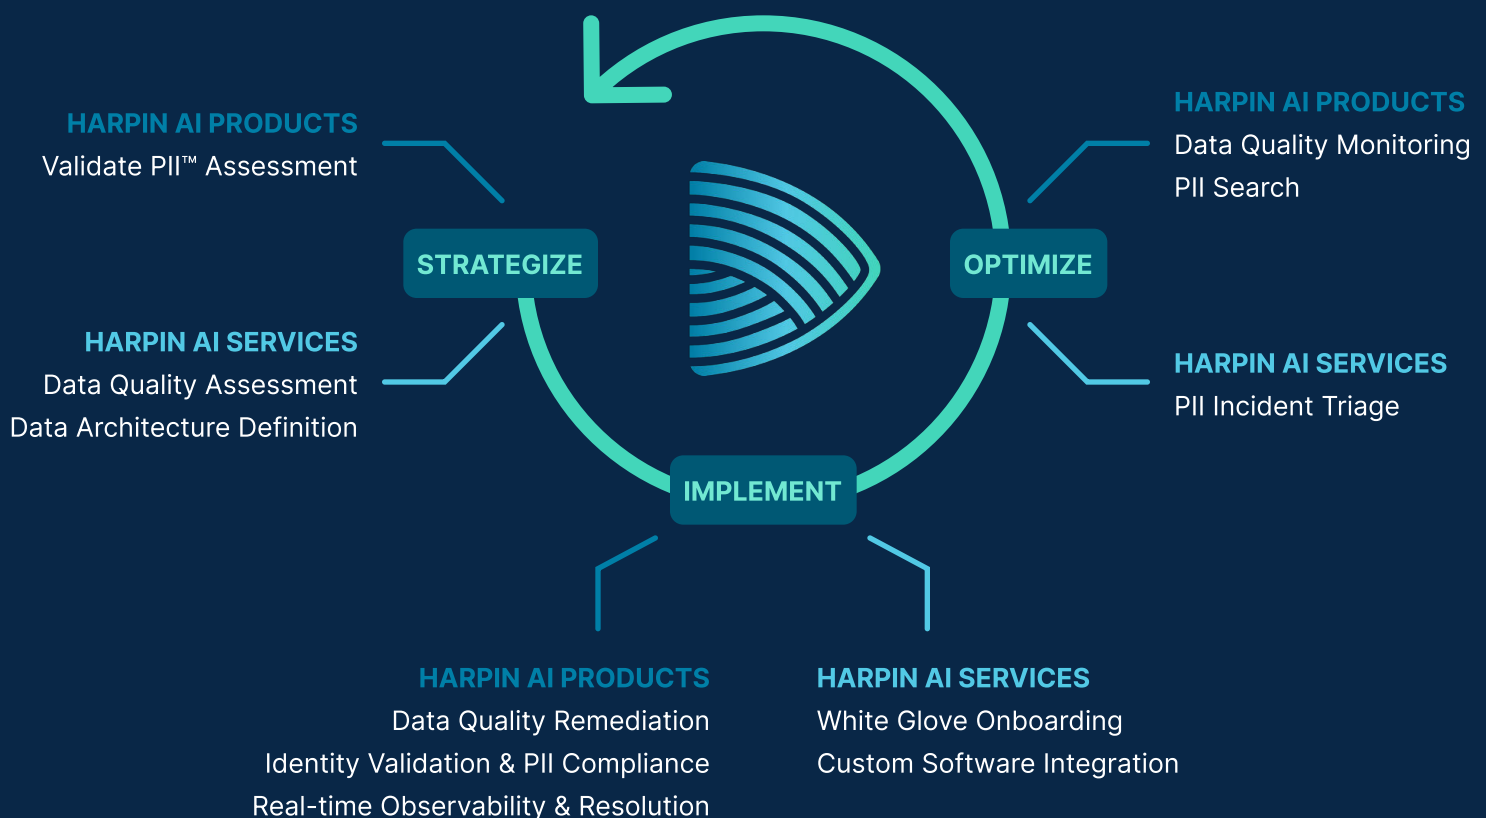 HARPIN AI PRODUCTS
Validate PII™ Assessment
STRATEGIZE
HARPIN AI SERVICES
Data Quality Assessment
Data Architecture Definition
IMPLEMENT
HARPIN AI PRODUCTS
Data Quality Remediation
Identity Validation & PII Compliance
Real-time Observability & Resolution
HARPIN AI SERVICES
White Glove Onboarding
Custom Software Integration
OPTIMIZE
HARPIN AI PRODUCTS
Data Quality Monitoring
PII Search
HARPIN AI SERVICES
PII Incident Triage